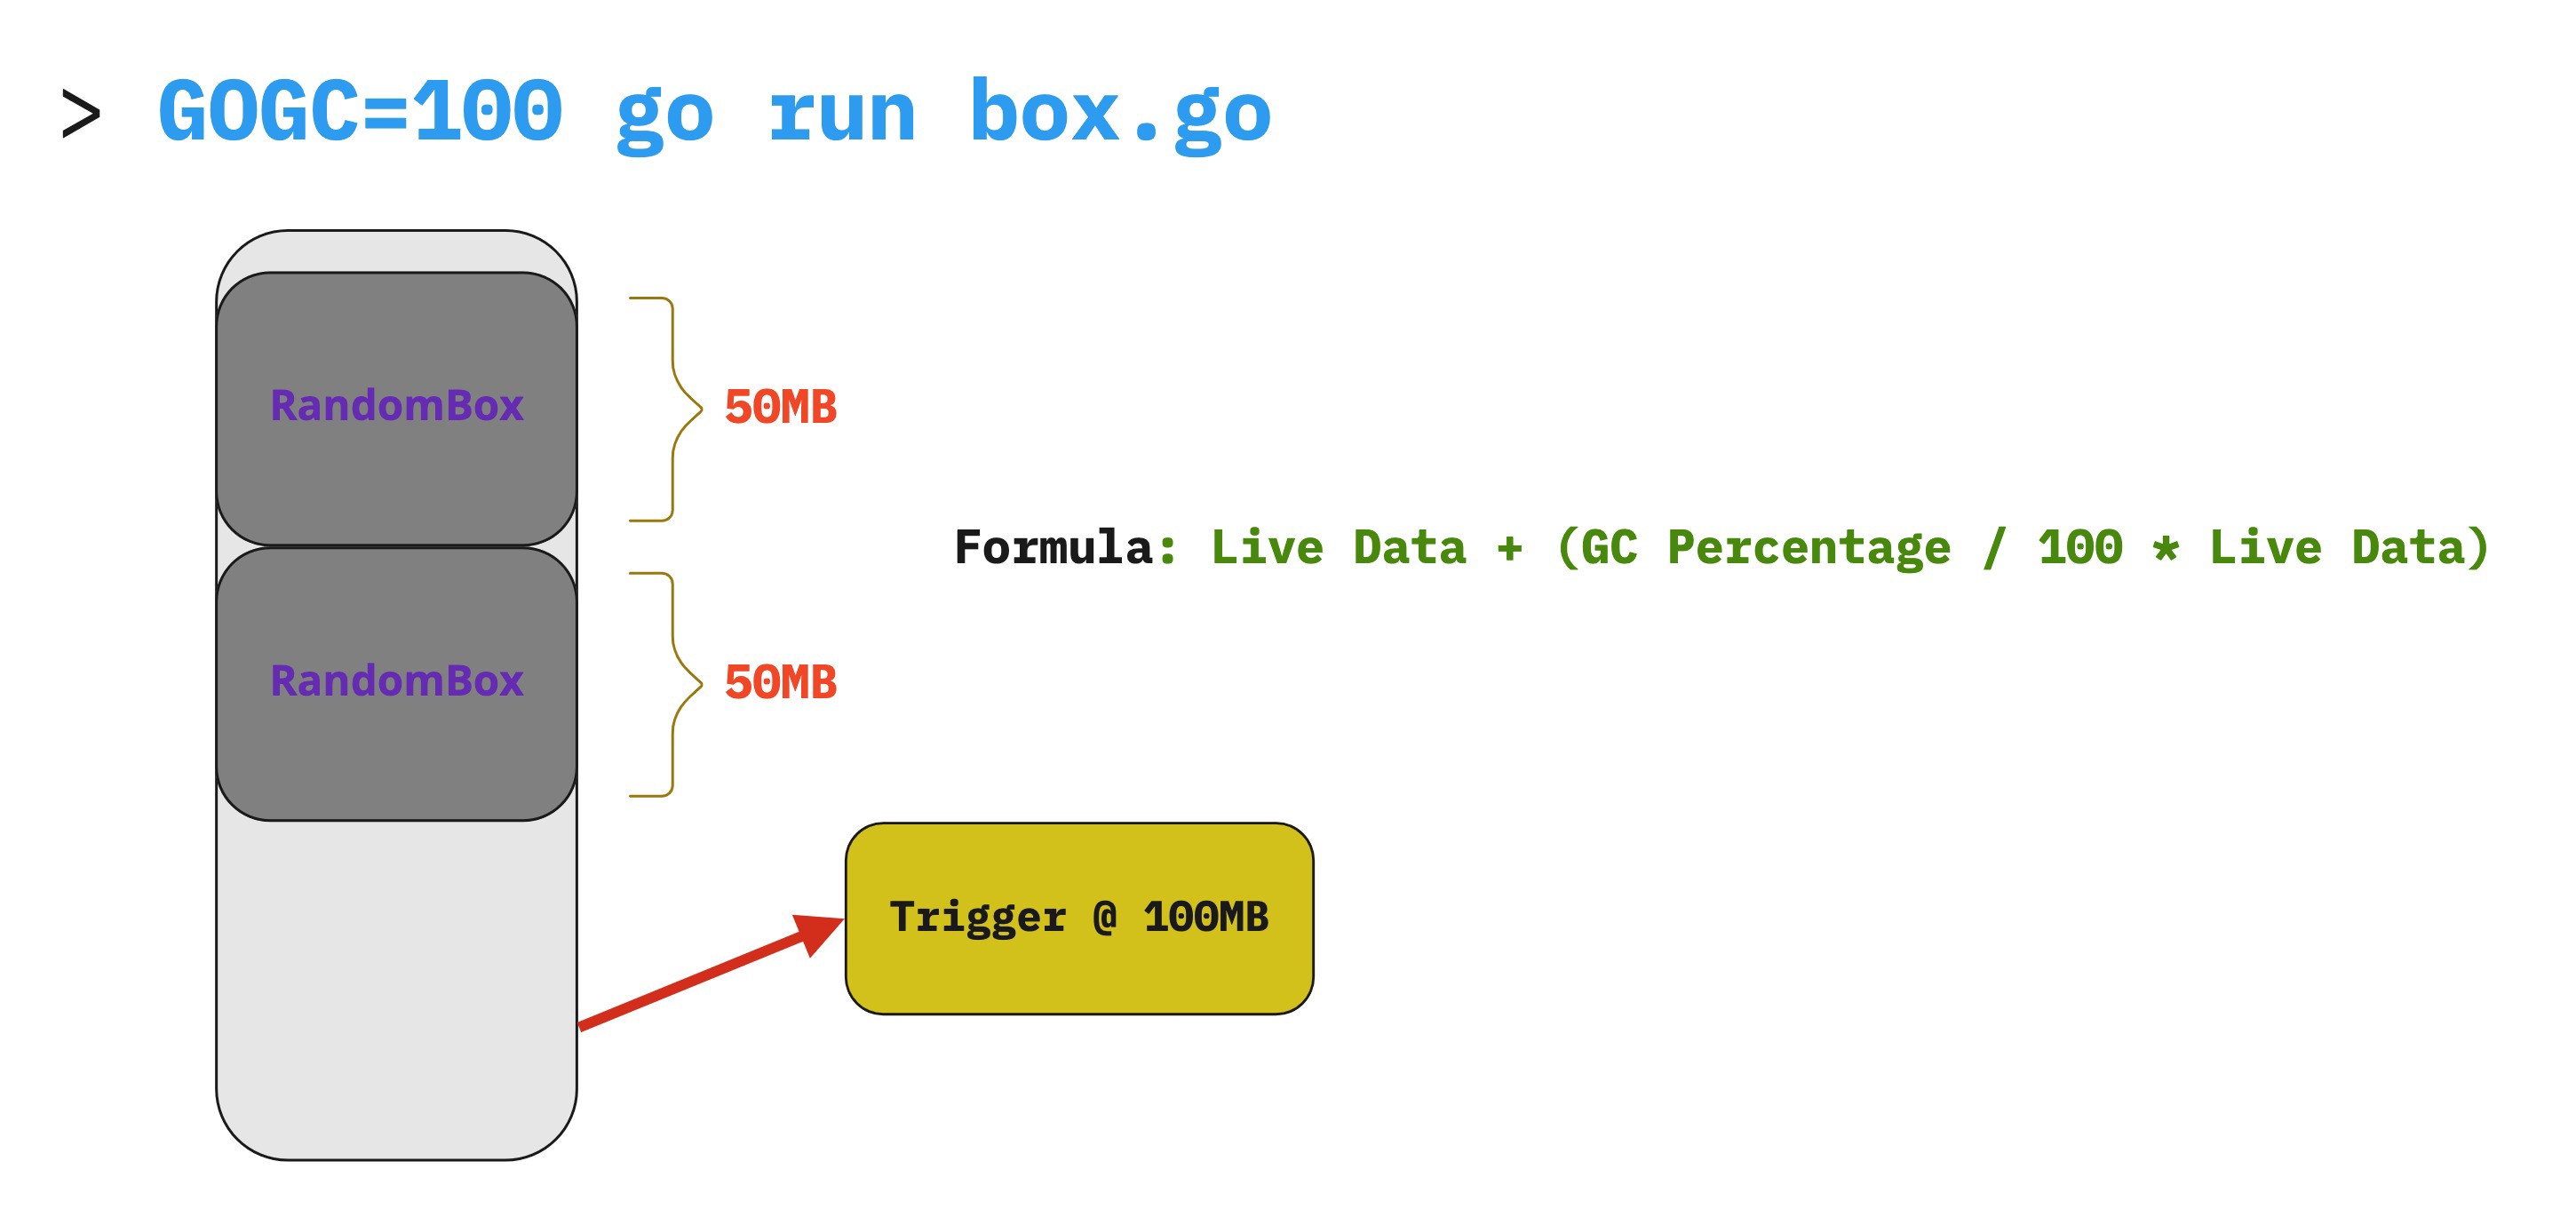 > GOGC=100 go run box.go
RandomBox
50MB
Formula: Live Data + (GC Percentage / 100 * Live Data)
RandomBox
50MB
Trigger @ 100MB